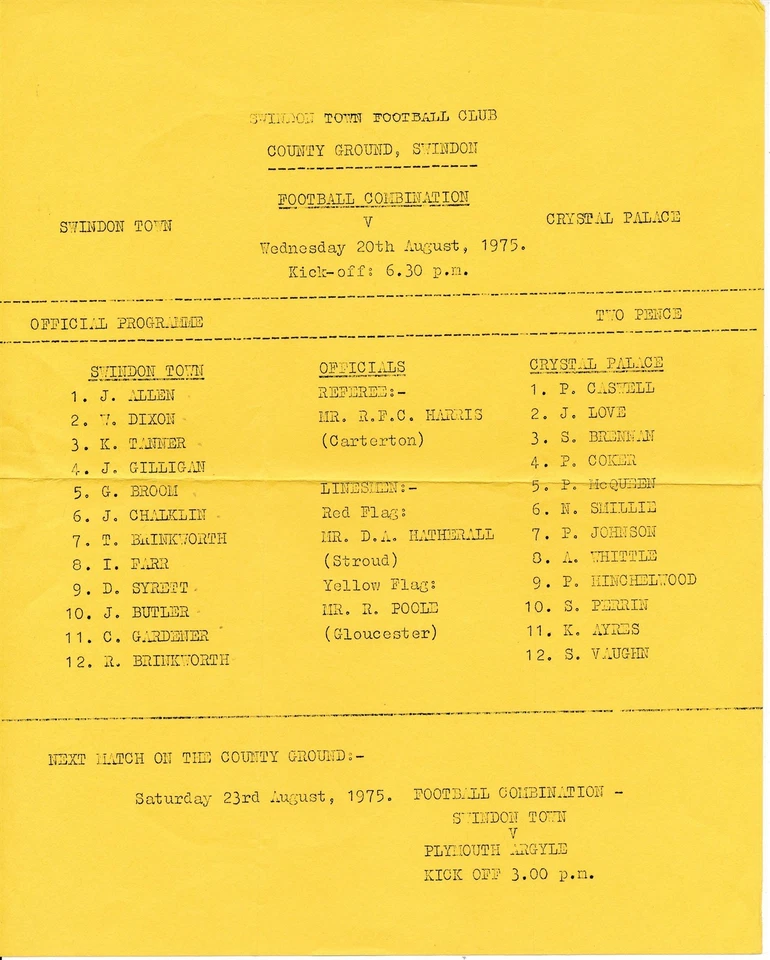 SWINDON TOWN FOOTBALL CLUB
COUNTY GROUND, SWINDON
FOOTBALL COMBINATION
SWINDON TOWN V CRYSTAL PALACE
Wednesday 20th August, 1975.
Kick-off: 6.30 p.m.
OFFICIAL PROGRAMME TWO PENCE
SWINDON TOWN
1. J. ALLEN
2. W. DIXON
3. K. TANNER
4. J. GILLIGAN
5. G. BROOM
6. J. CHALKLIN
7. T. BRINKWORTH
8. I. FARR
9. D. SYRETT
10. J. BUTLER
11. C. GARDENER
12. R. BRINKWORTH
OFFICIALS
REFEREE:-
MR. R.F.C. HARRIS
(Carterton)
LINESMEN:-
Red Flag:
MR. D.A. HATHERALL
(Stroud)
Yellow Flag:
MR. R. POOLE
(Gloucester)
CRYSTAL PALACE
1. P. CASWELL
2. J. LOVE
3. S. BRENNAN
4. P. COKER
5. P. McQUEEN
6. N. SMILLIE
7. P. JOHNSON
8. A. WHITTLE
9. P. HINCHELWOOD
10. S. PERRIN
11. K. AYRES
12. S. VAUGHN
NEXT MATCH ON THE COUNTY GROUND:-
Saturday 23rd August, 1975. FOOTBALL COMBINATION -
SWINDON TOWN
V
PLYMOUTH ARGYLE
KICK OFF 3.00 p.m.